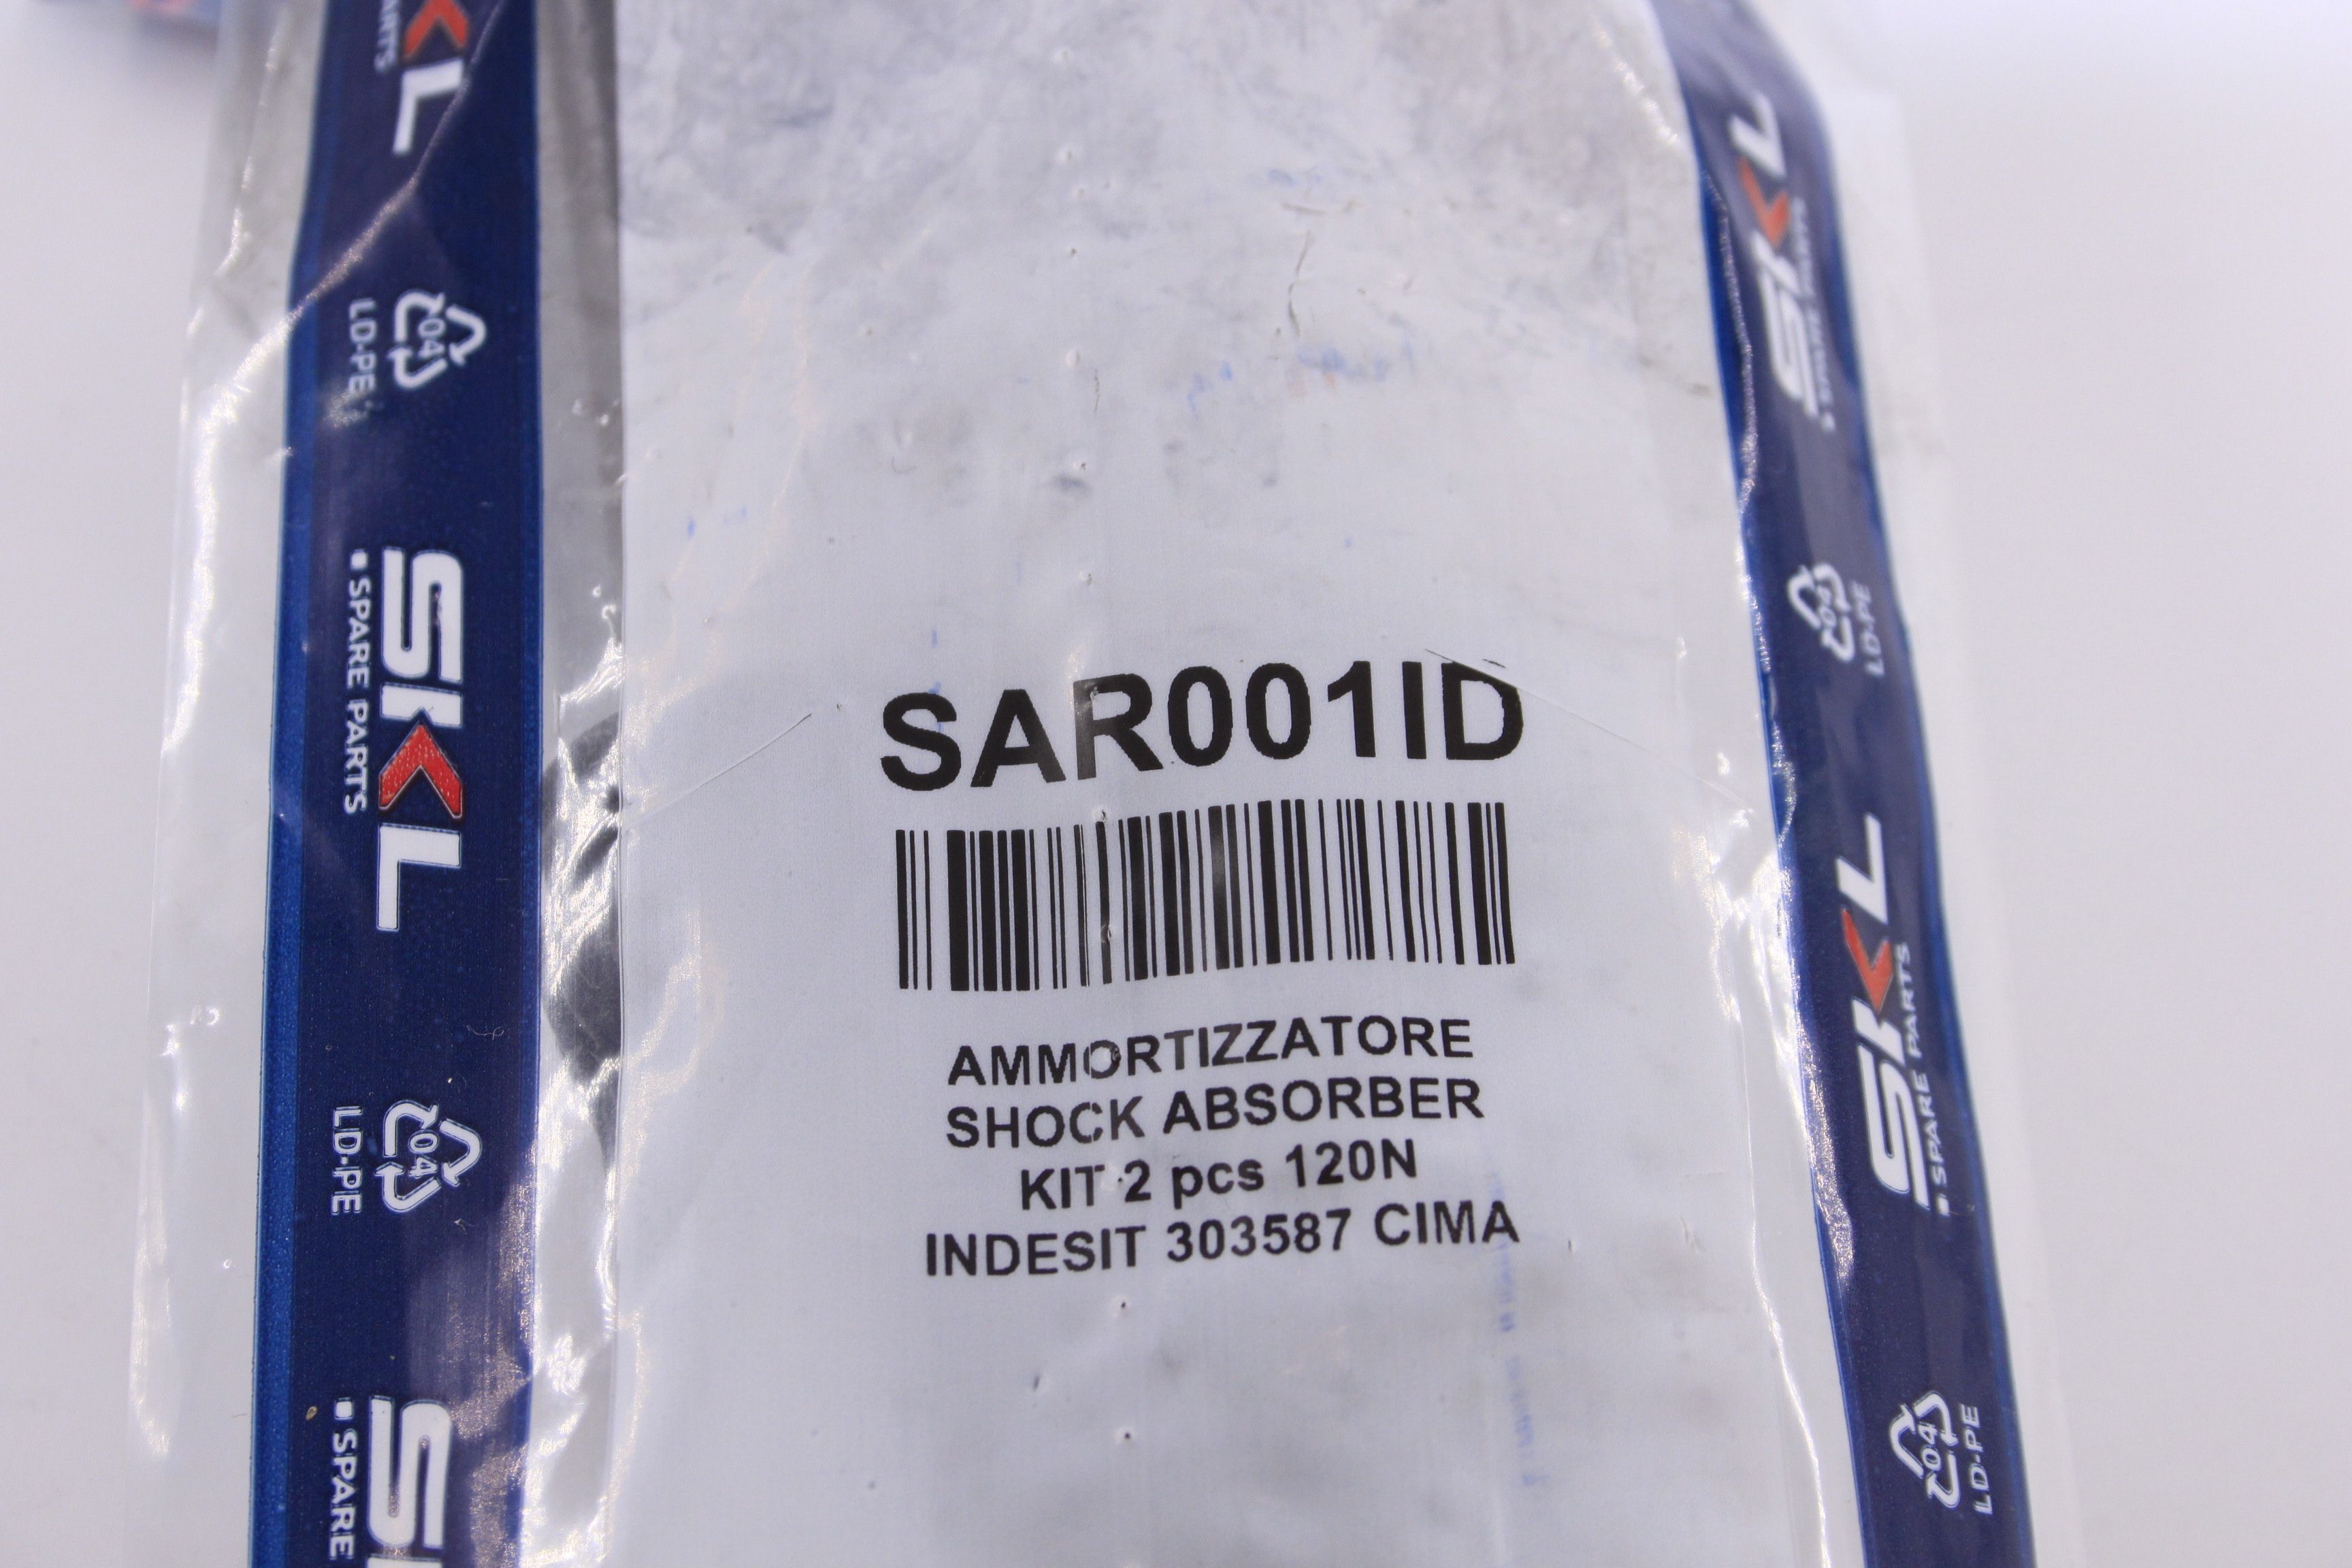 PARTS
KL
04
LD-PE
SKL
SPARE PARTS
04
LD-PE
S
SPARE
SAR001ID
AMMORTIZZATORE
SHOCK ABSORBER
KIT 2 pcs 120N
INDESIT 303587 CIMA
SKL
SPARE PARTS
04
LD-PE
SKL
SPARE PARTS
04
LD-PE